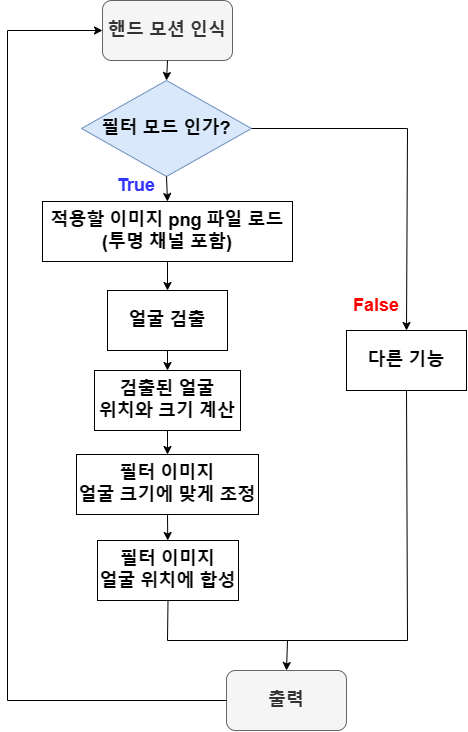 핸드 모션 인식
필터 모드 인가?
True
적용할 이미지 png 파일 로드
(투명 채널 포함)
얼굴 검출
False
다른 기능
검출된 얼굴
위치와 크기 계산
필터 이미지
얼굴 크기에 맞게 조정
필터 이미지
얼굴 위치에 합성
출력